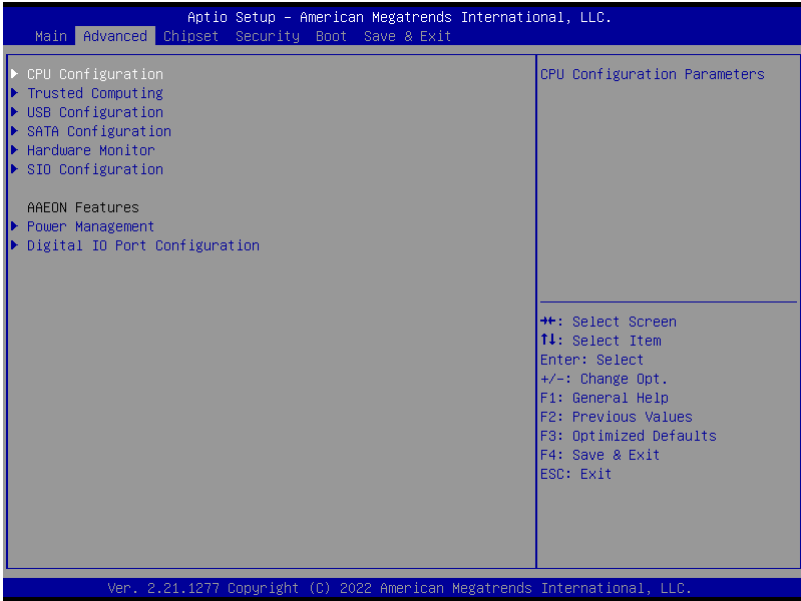 Aptio Setup – American Megatrends International, LLC.
Main Advanced Chipset Security Boot Save & Exit
▶ CPU Configuration
▶ Trusted Computing
▶ USB Configuration
▶ SATA Configuration
▶ Hardware Monitor
▶ SIO Configuration
AAEON Features
▶ Power Management
▶ Digital IO Port Configuration
CPU Configuration Parameters
→←: Select Screen
↑↓: Select Item
Enter: Select
+/-: Change Opt.
F1: General Help
F2: Previous Values
F3: Optimized Defaults
F4: Save & Exit
ESC: Exit
Ver. 2.21.1277 Copyright (C) 2022 American Megatrends International, LLC.